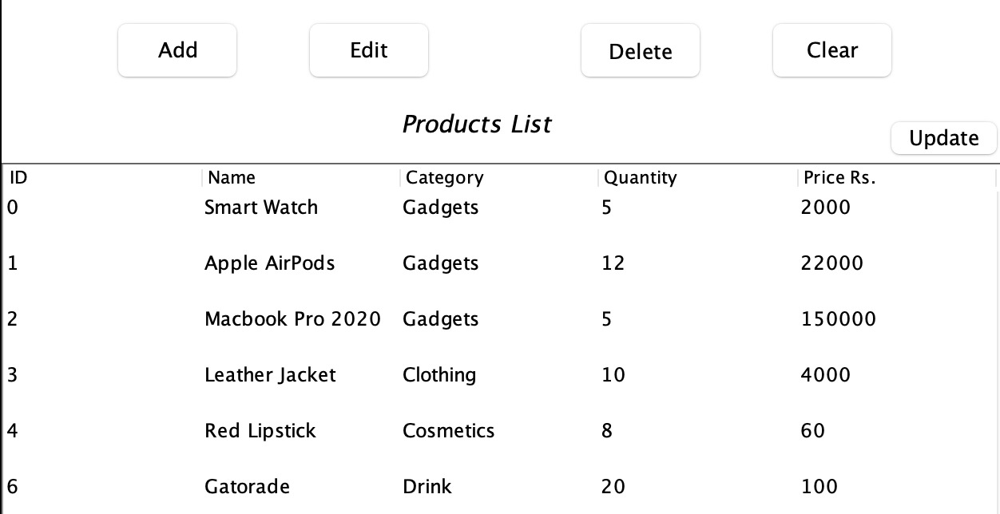 Add Edit Delete Clear
Products List
Update
ID Name Category Quantity Price Rs.
0 Smart Watch Gadgets 5 2000
1 Apple AirPods Gadgets 12 22000
2 Macbook Pro 2020 Gadgets 5 150000
3 Leather Jacket Clothing 10 4000
4 Red Lipstick Cosmetics 8 60
6 Gatorade Drink 20 100